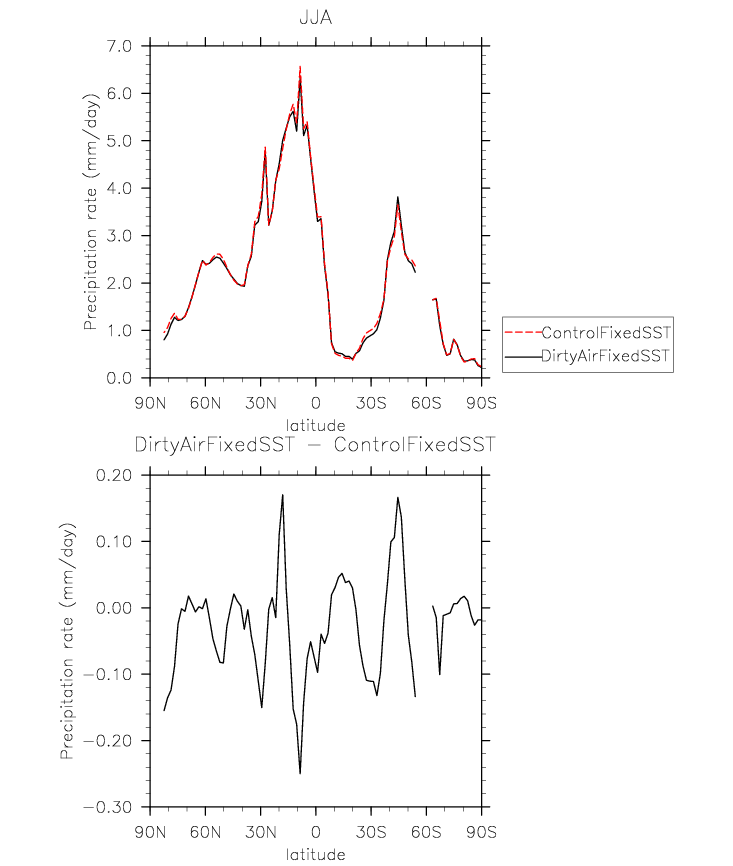 JJA
Precipitation rate (mm/day)
7.0
6.0
5.0
4.0
3.0
2.0
1.0
0.0
90N 60N 30N 0 30S 60S 90S
latitude
ControlFixedSST
DirtyAirFixedSST
DirtyAirFixedSST − ControlFixedSST
Precipitation rate (mm/day)
0.20
0.10
0.00
−0.10
−0.20
−0.30
90N 60N 30N 0 30S 60S 90S
latitude